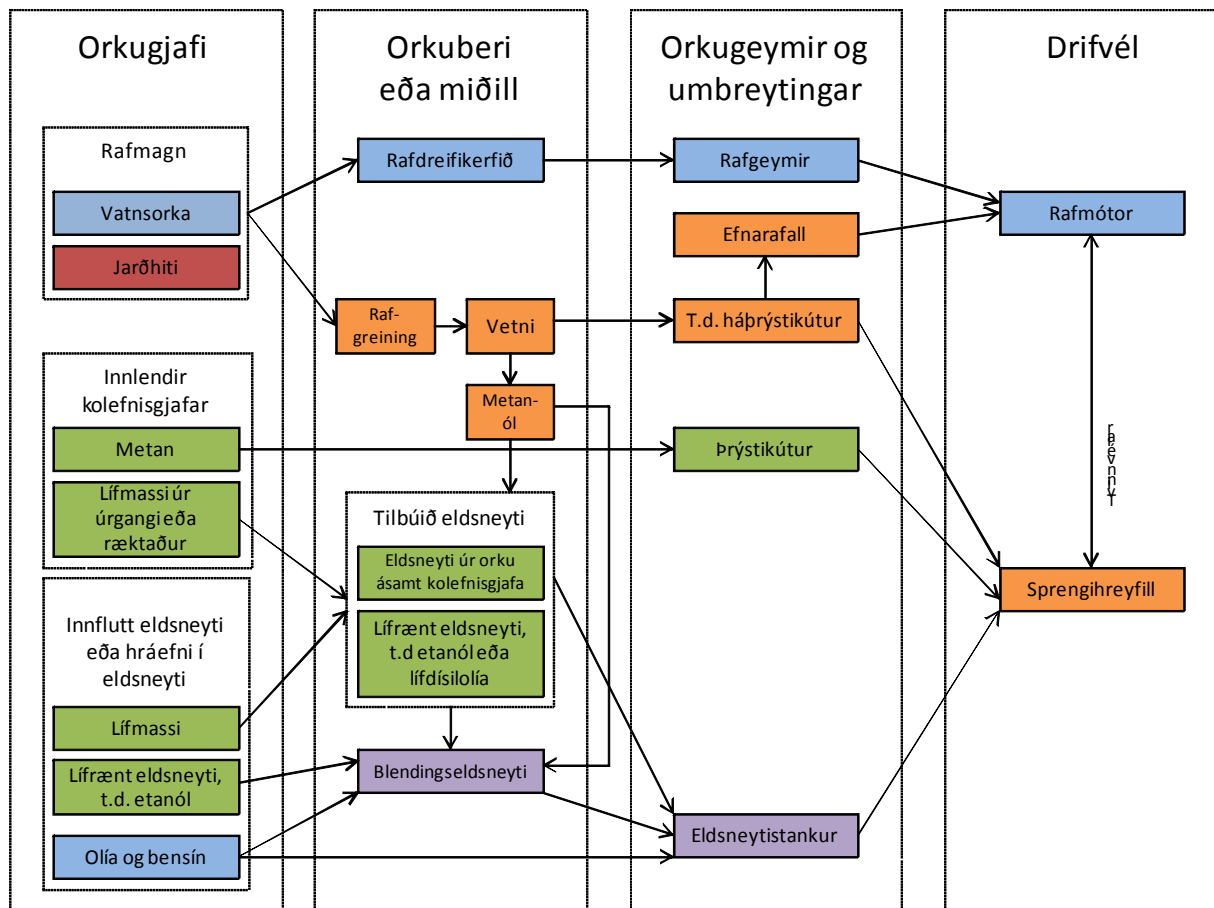 Orkugjafi
Rafmagn
Vatnsorka
Jarðhiti
Innlendir
kolefnisgjafar
Metan
Lífmassi úr
úrgangi eða
ræktaður
Innflutt eldsneyti
eða hráefni í
eldsneyti
Lífmassi
Lífrænt eldsneyti,
t.d. etanól
Olía og bensín
Orkuberi
eða miðill
Rafdreifikerfið
Raf-
greining
Vetni
Metan-
ól
Tilbúið eldsneyti
Eldsneyti úr orku
ásamt kolefnisgjafa
Lífrænt eldsneyti,
t.d etanól eða
lífdísilolía
Blendingseldsneyti
Orkugeymir og
umbreytingar
Rafgeymir
Efnarafall
T.d. háþrýstikútur
Þrýstikútur
Eldsneytistankur
Drifvél
Rafmótor
Sprengihreyfill